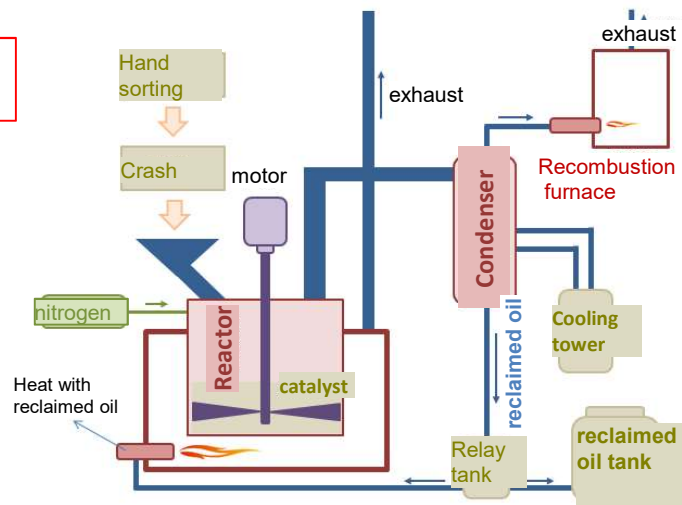 Hand
sorting
Crash
motor
exhaust
exhaust
Recombustion
furnace
Condenser
nitrogen
Reactor
catalyst
Cooling
tower
reclaimed oil
Heat with
reclaimed oil
Relay
tank
reclaimed
oil tank